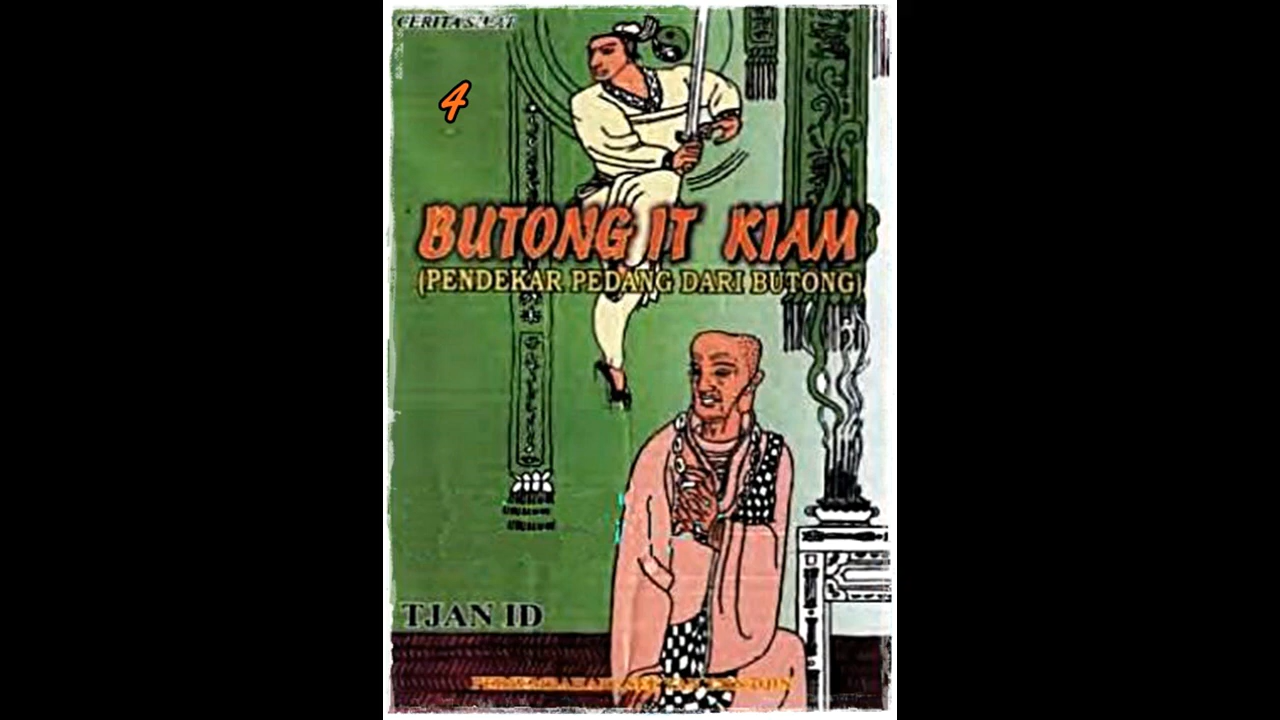 CERITA SILAT
4
BUTONG IT KIAM
(PENDEKAR PEDANG DARI BUTONG)
TJAN ID